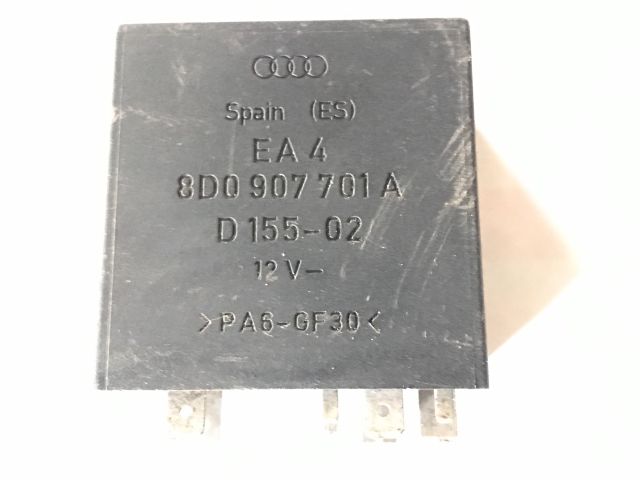 Spain (ES)
EA 4
8D0 907 701 A
D 155-02
12 V-
>PA6-GF30<